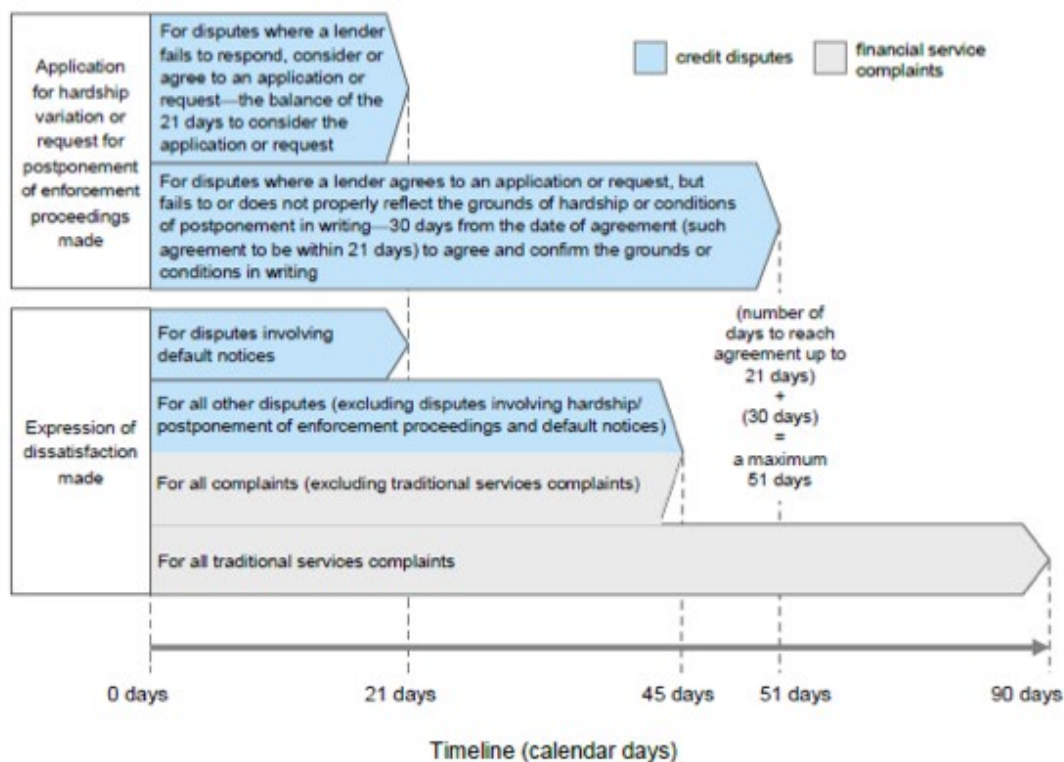 Application
for hardship
variation or
request for
postponement
of enforcement
proceedings
made
For disputes where a lender
fails to respond, consider or
agree to an application or
request—the balance of the
21 days to consider the
application or request
credit disputes
financial service
complaints
For disputes where a lender agrees to an application or request, but
fails to or does not properly reflect the grounds of hardship or conditions
of postponement in writing—30 days from the date of agreement (such
agreement to be within 21 days) to agree and confirm the grounds or
conditions in writing
Expression of
dissatisfaction
made
For disputes involving
default notices
For all other disputes (excluding disputes involving hardship/
postponement of enforcement proceedings and default notices)
For all complaints (excluding traditional services complaints)
For all traditional services complaints
(number of
days to reach
agreement up to
21 days)
+
(30 days)
=
a maximum
51 days
0 days
21 days
45 days
51 days
90 days
Timeline (calendar days)